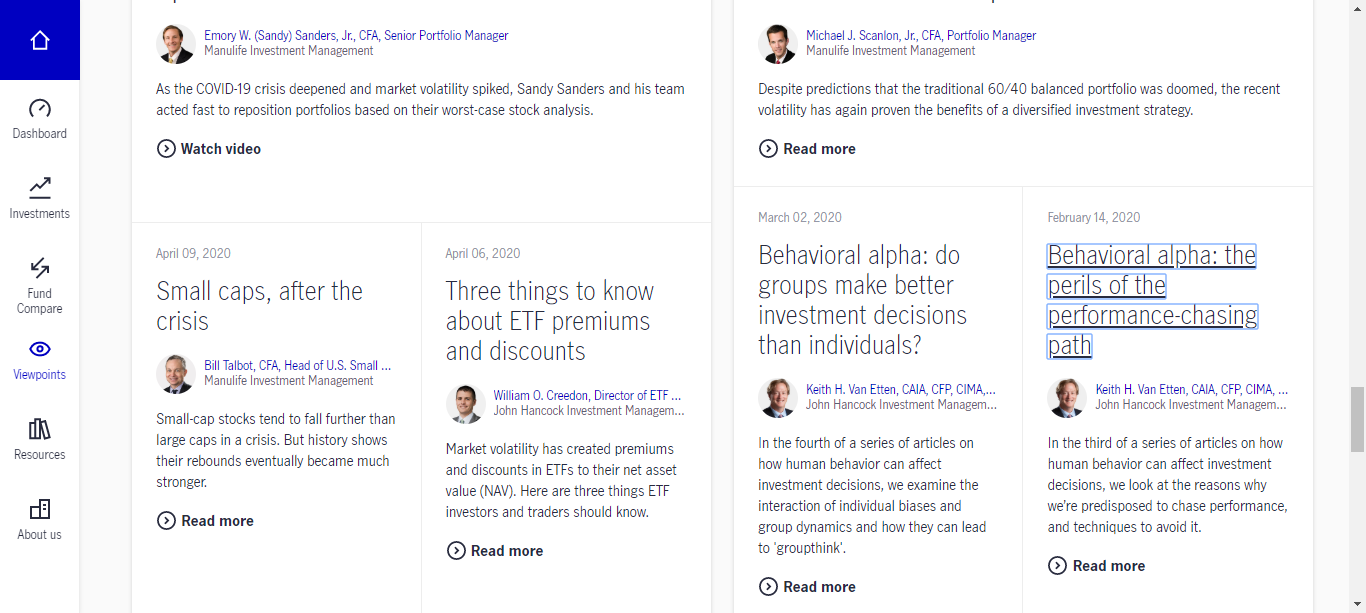 Dashboard
Investments
Fund
Compare
Viewpoints
Resources
About us
Emory W. (Sandy) Sanders, Jr., CFA, Senior Portfolio Manager
Manulife Investment Management
As the COVID-19 crisis deepened and market volatility spiked, Sandy Sanders and his team
acted fast to reposition portfolios based on their worst-case stock analysis.
Watch video
April 09, 2020
Small caps, after the
crisis
Bill Talbot, CFA, Head of U.S. Small ...
Manulife Investment Management
Small-cap stocks tend to fall further than
large caps in a crisis. But history shows
their rebounds eventually became much
stronger.
Read more
April 06, 2020
Three things to know
about ETF premiums
and discounts
William O. Creedon, Director of ETF ...
John Hancock Investment Managem...
Market volatility has created premiums
and discounts in ETFs to their net asset
value (NAV). Here are three things ETF
investors and traders should know.
Read more
Michael J. Scanlon, Jr., CFA, Portfolio Manager
Manulife Investment Management
Despite predictions that the traditional 60/40 balanced portfolio was doomed, the recent
volatility has again proven the benefits of a diversified investment strategy.
Read more
March 02, 2020
Behavioral alpha: do
groups make better
investment decisions
than individuals?
Keith H. Van Etten, CAIA, CFP, CIMA,...
John Hancock Investment Managem...
In the fourth of a series of articles on
how human behavior can affect
investment decisions, we examine the
interaction of individual biases and
group dynamics and how they can lead
to 'groupthink'.
Read more
February 14, 2020
Behavioral alpha: the
perils of the
performance-chasing
path
Keith H. Van Etten, CAIA, CFP, CIMA, ...
John Hancock Investment Managem...
In the third of a series of articles on how
human behavior can affect investment
decisions, we look at the reasons why
we're predisposed to chase performance,
and techniques to avoid it.
Read more